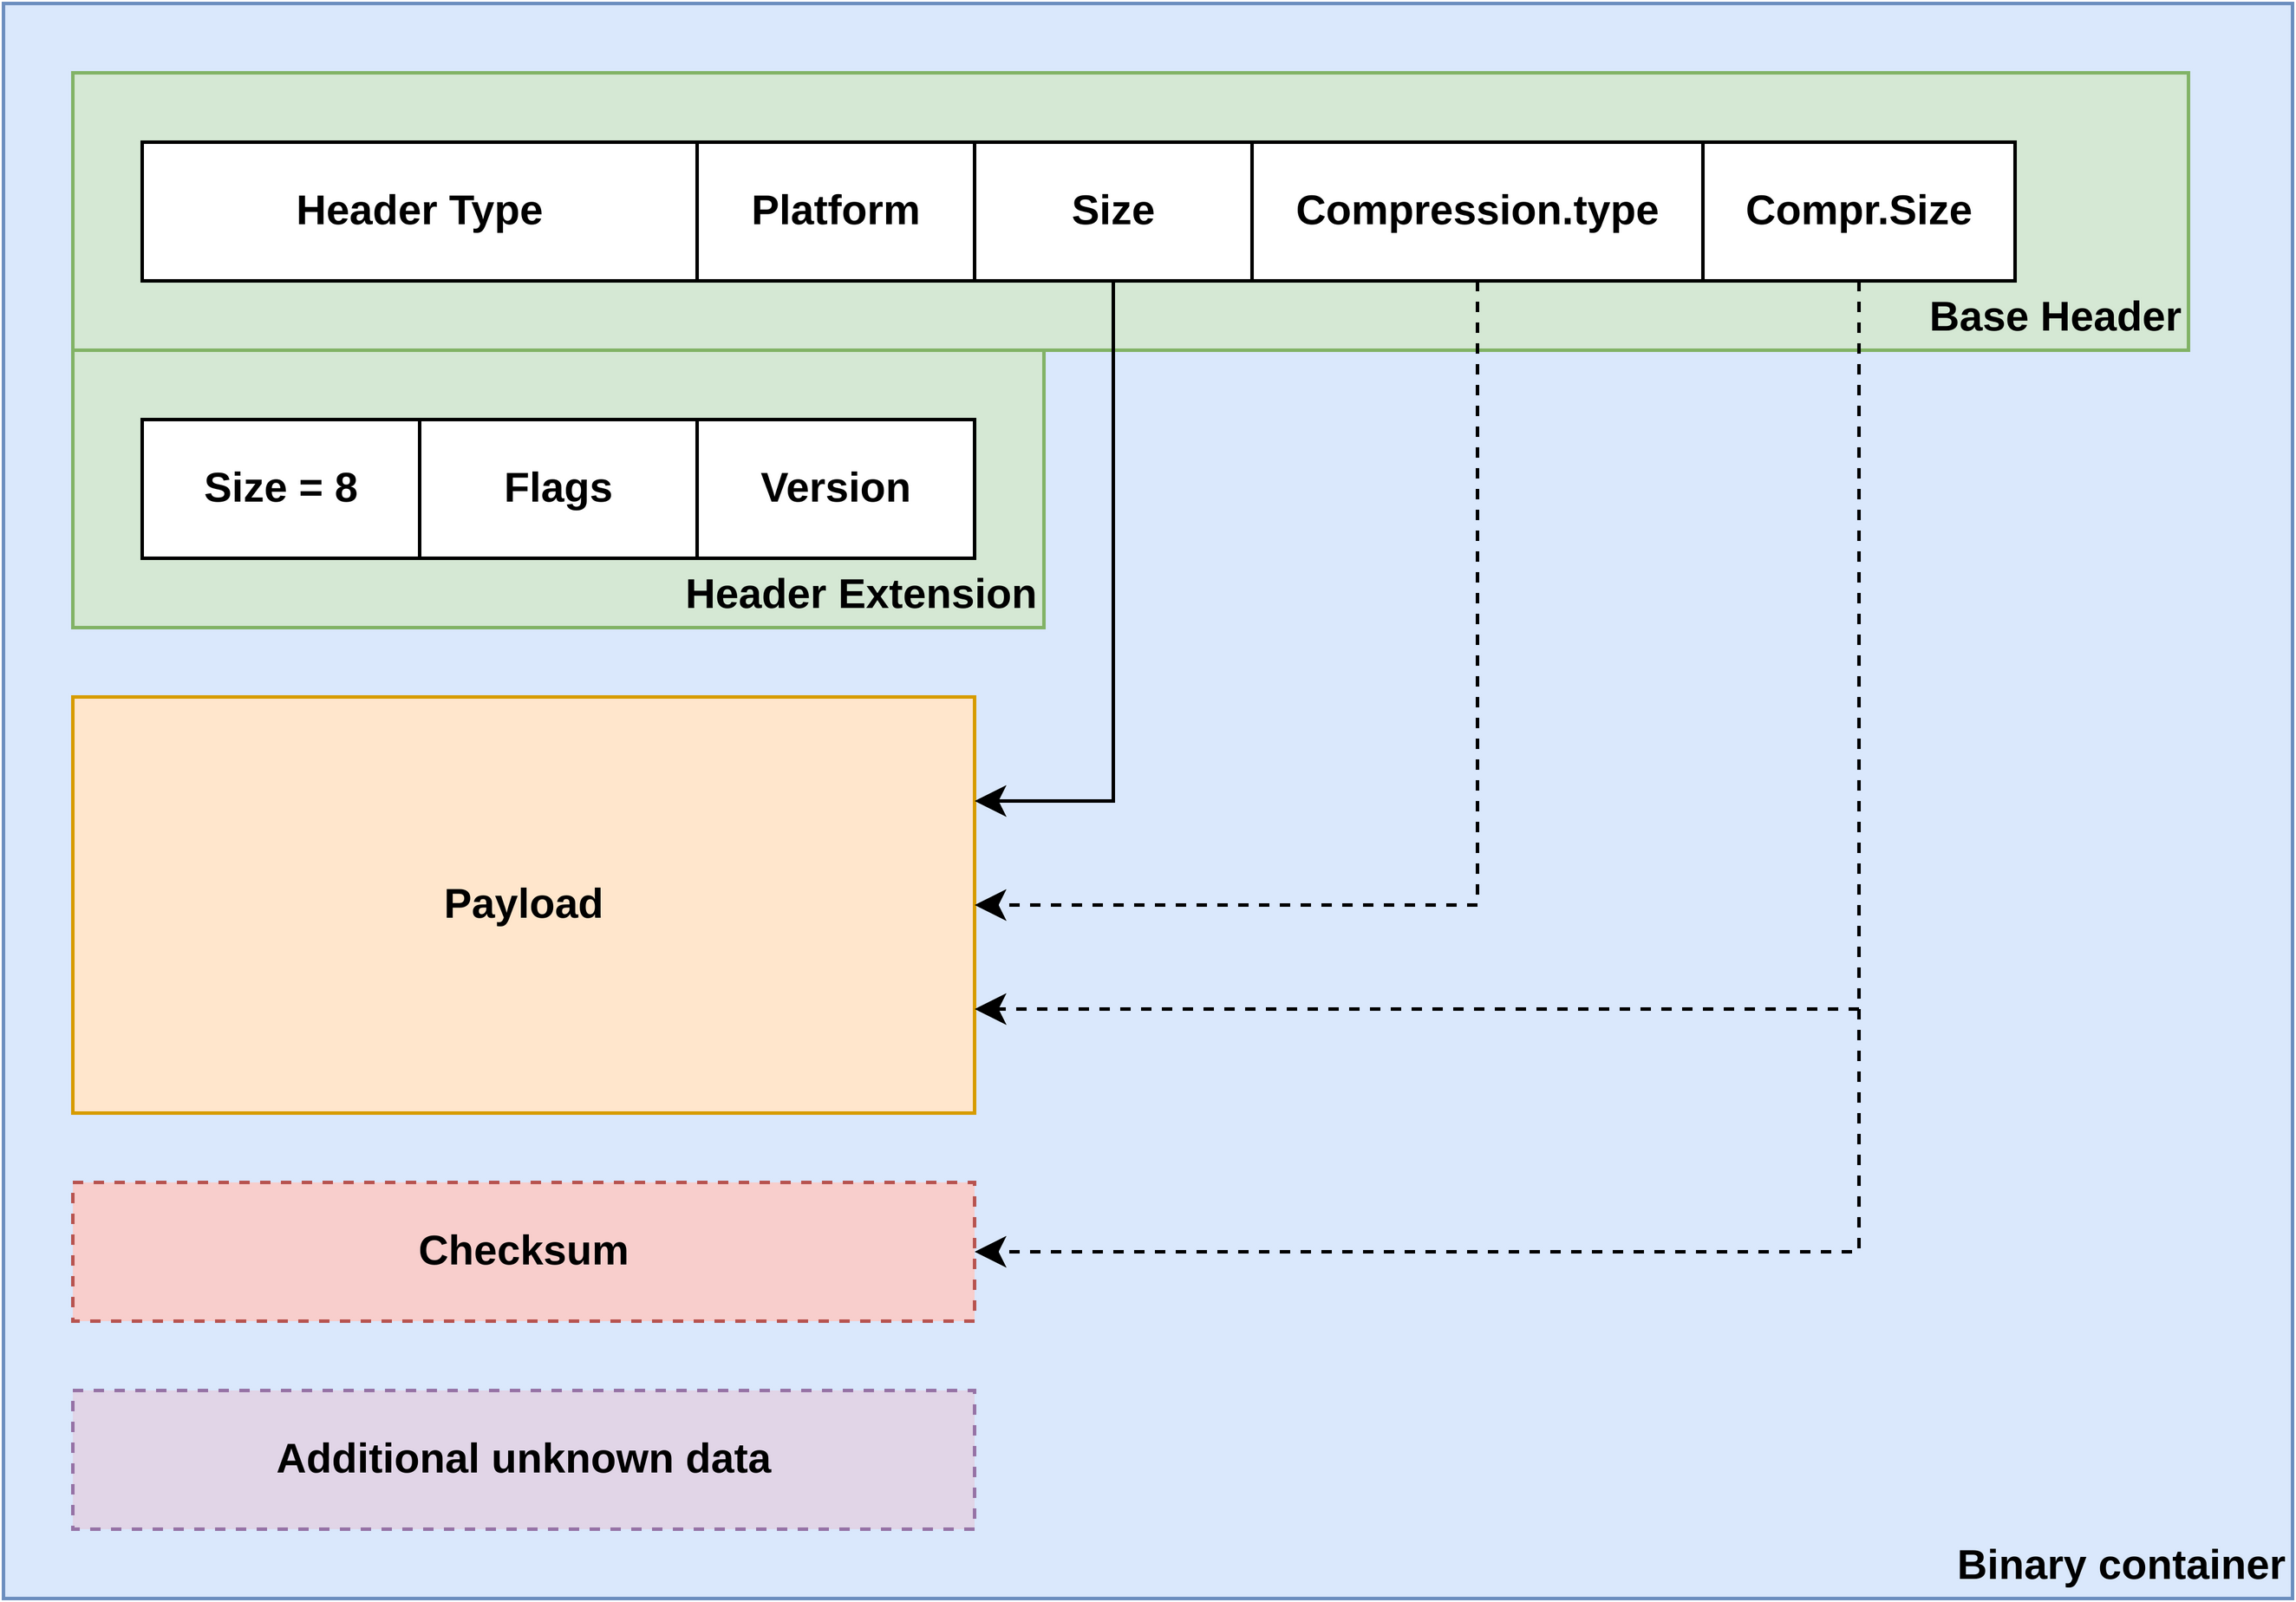 Header Type
Platform
Size
Compression.type
Compr.Size
Base Header
Size = 8
Flags
Version
Header Extension
Payload
Checksum
Additional unknown data
Binary container